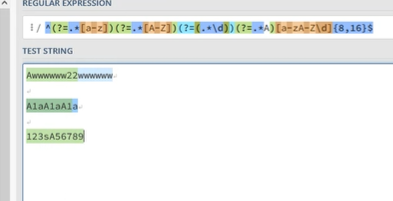 REGULAR EXPRESSION
/ ^(?=.*[a-z])(?=.*[A-Z])(?=(.*\d))(?=.*A)[a-zA-Z\d]{8,16}$
TEST STRING
Awwwwww22wwwwww
A1aA1aA1a
123sA56789